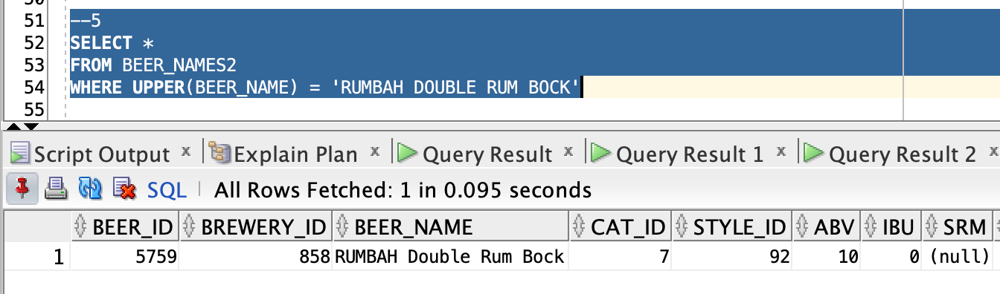 50
51 --5
52 SELECT *
53 FROM BEER_NAMES2
54 WHERE UPPER(BEER_NAME) = 'RUMBAH DOUBLE RUM BOCK'
55
Script Output x Explain Plan x Query Result x Query Result 1 x Query Result 2 x
SQL All Rows Fetched: 1 in 0.095 seconds
BEER_ID BREWERY_ID BEER_NAME CAT_ID STYLE_ID ABV IBU SRM
1 5759 858 RUMBAH Double Rum Bock 7 92 10 0 (null)